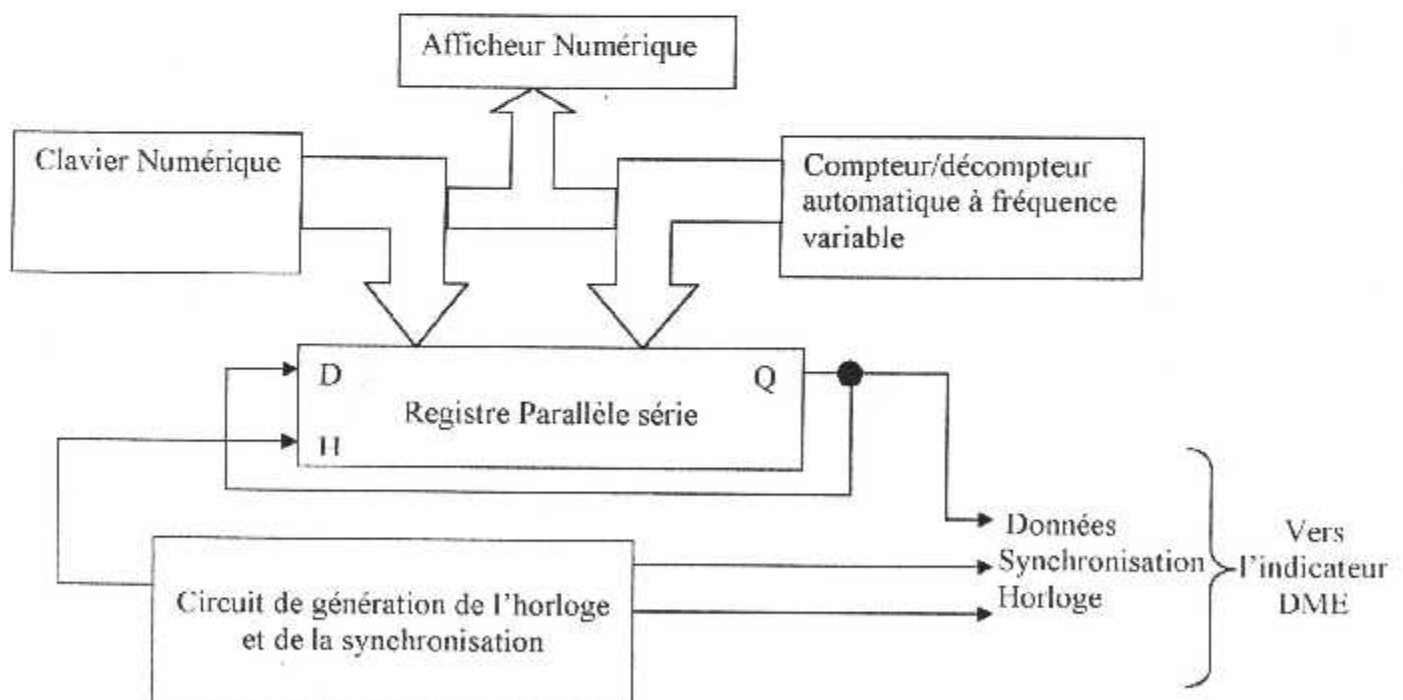 Afficheur Numérique
Clavier Numérique
Compteur/décompteur
automatique à fréquence
variable
D
Q
Registre Parallèle série
H
Données
Synchronisation
Horloge
Vers
l'indicateur
DME
Circuit de génération de l'horloge
et de la synchronisation